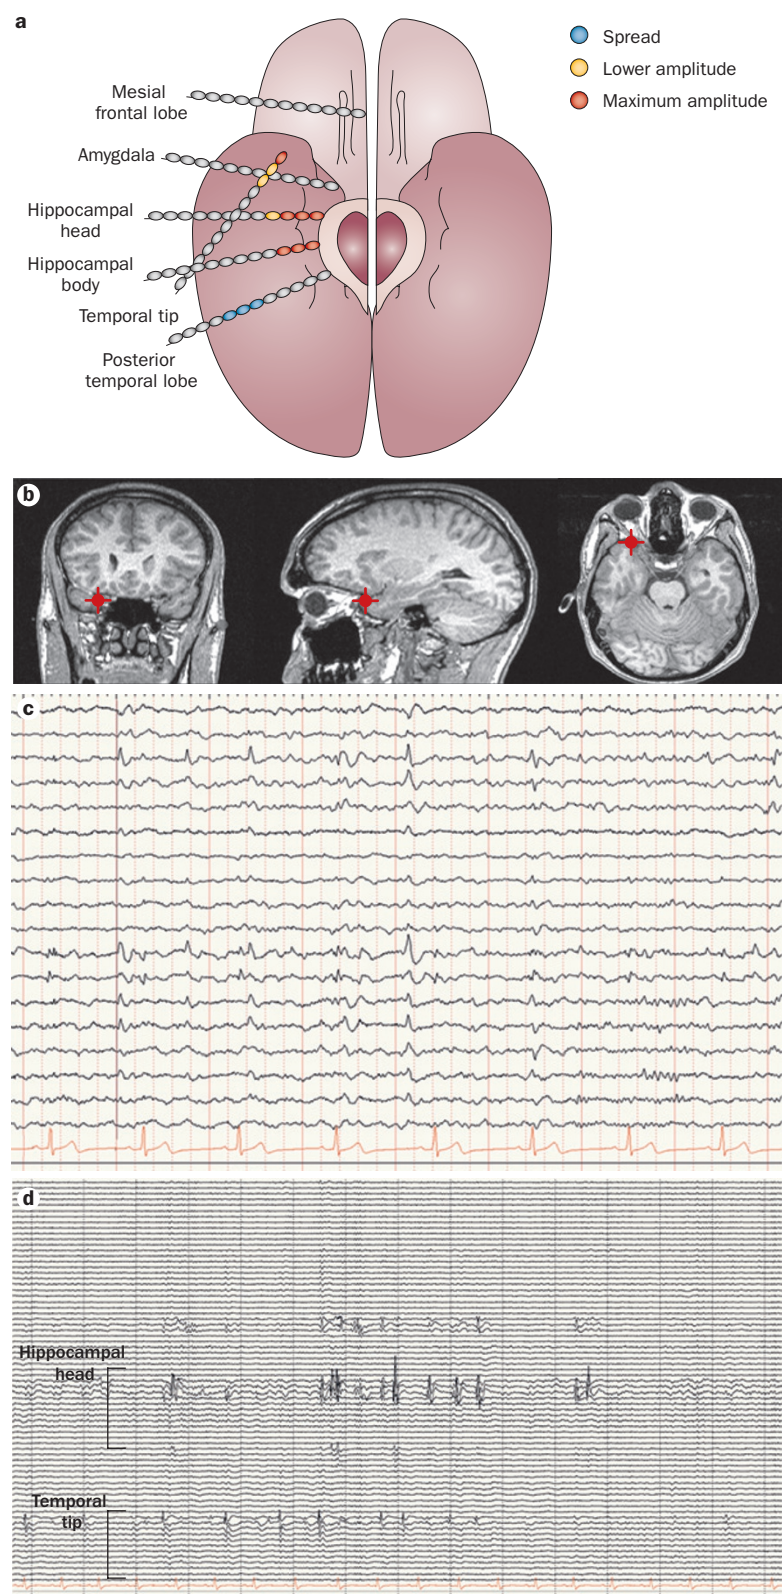 a
Spread
Lower amplitude
Maximum amplitude
Mesial
frontal lobe
Amygdala
Hippocampal
head
Hippocampal
body
Temporal tip
Posterior
temporal lobe
b
c
d
Hippocampal
head
Temporal
tip